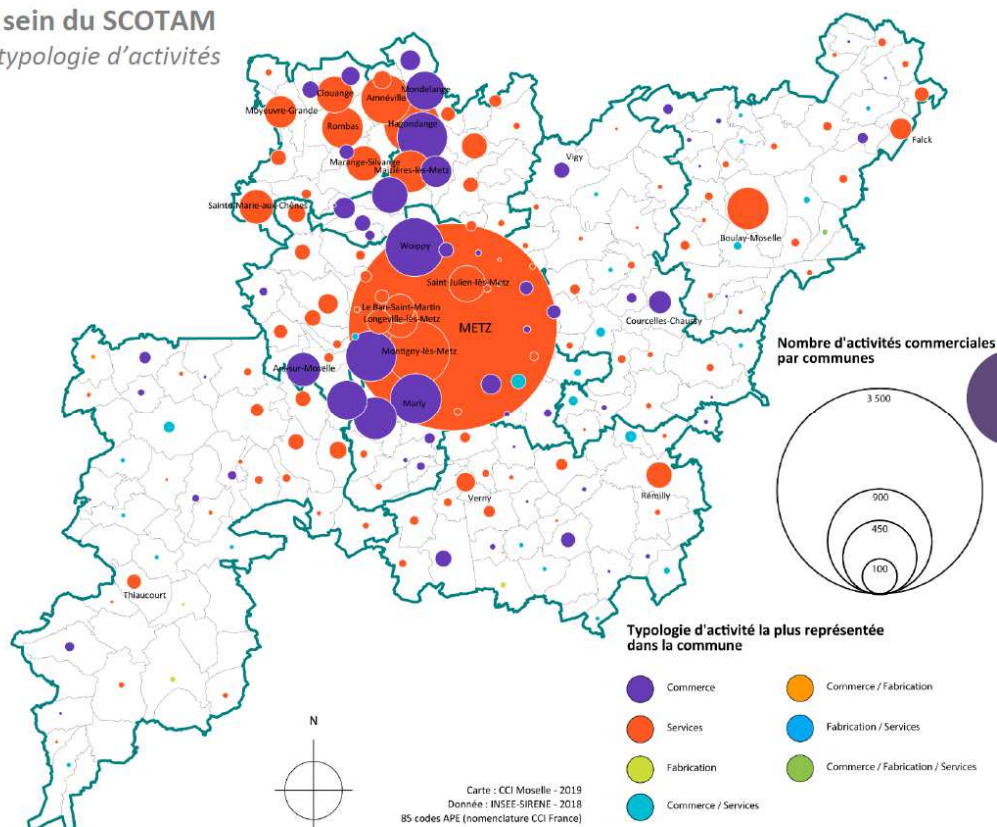 sein du SCOTAM
typologie d'activités
Mondelange
Clouange
Amnéville
Moyeuvre-Grande
Hagondange
Rombas
Falck
Marange-Silvange
Vigy
Maizières-lès-Metz
Sainte-Marie-aux-Chênes
Boulay-Moselle
Woippy
Saint-Julien-lès-Metz
Le Ban-Saint-Martin
Longeville-lès-Metz
METZ
Courcelles-Chaussy
Montigny-lès-Metz
Ars-sur-Moselle
Marly
Verny
Rémilly
Thiaucourt
Nombre d'activités commerciales
par communes
3 500
900
450
100
Typologie d'activité la plus représentée
dans la commune
Commerce
Commerce / Fabrication
Services
Fabrication / Services
Fabrication
Commerce / Fabrication / Services
Commerce / Services
N
Carte : CCI Moselle - 2019
Donnée : INSEE-SIRENE - 2018
85 codes APE (nomenclature CCI France)